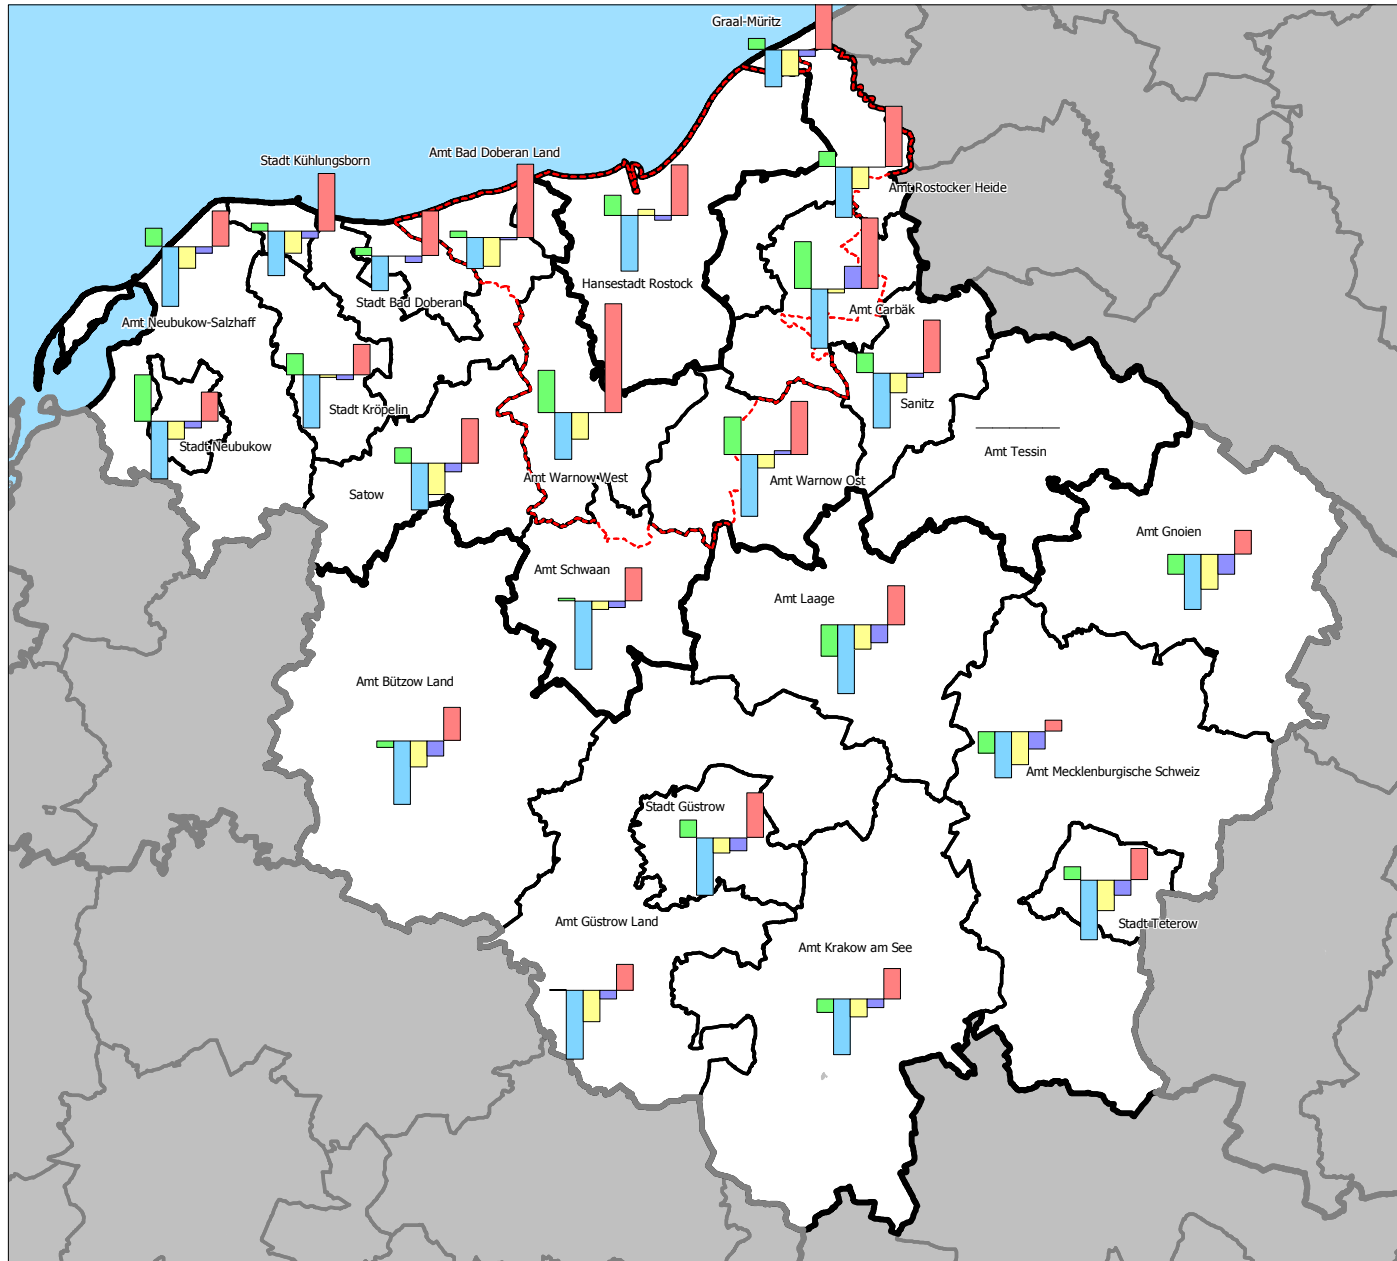 Graal-Müritz
Stadt Kühlungsborn
Amt Bad Doberan Land
Amt Rostocker Heide
Hansestadt Rostock
Stadt Bad Doberan
Amt Carbäk
Amt Neubukow-Salzhaff
Stadt Kröpelin
Sanitz
Stadt Neubukow
Amt Tessin
Amt Warnow West
Amt Warnow Ost
Satow
Amt Gnoien
Amt Schwaan
Amt Laage
Amt Bützow Land
Amt Mecklenburgische Schweiz
Stadt Güstrow
Amt Güstrow Land
Stadt Teterow
Amt Krakow am See